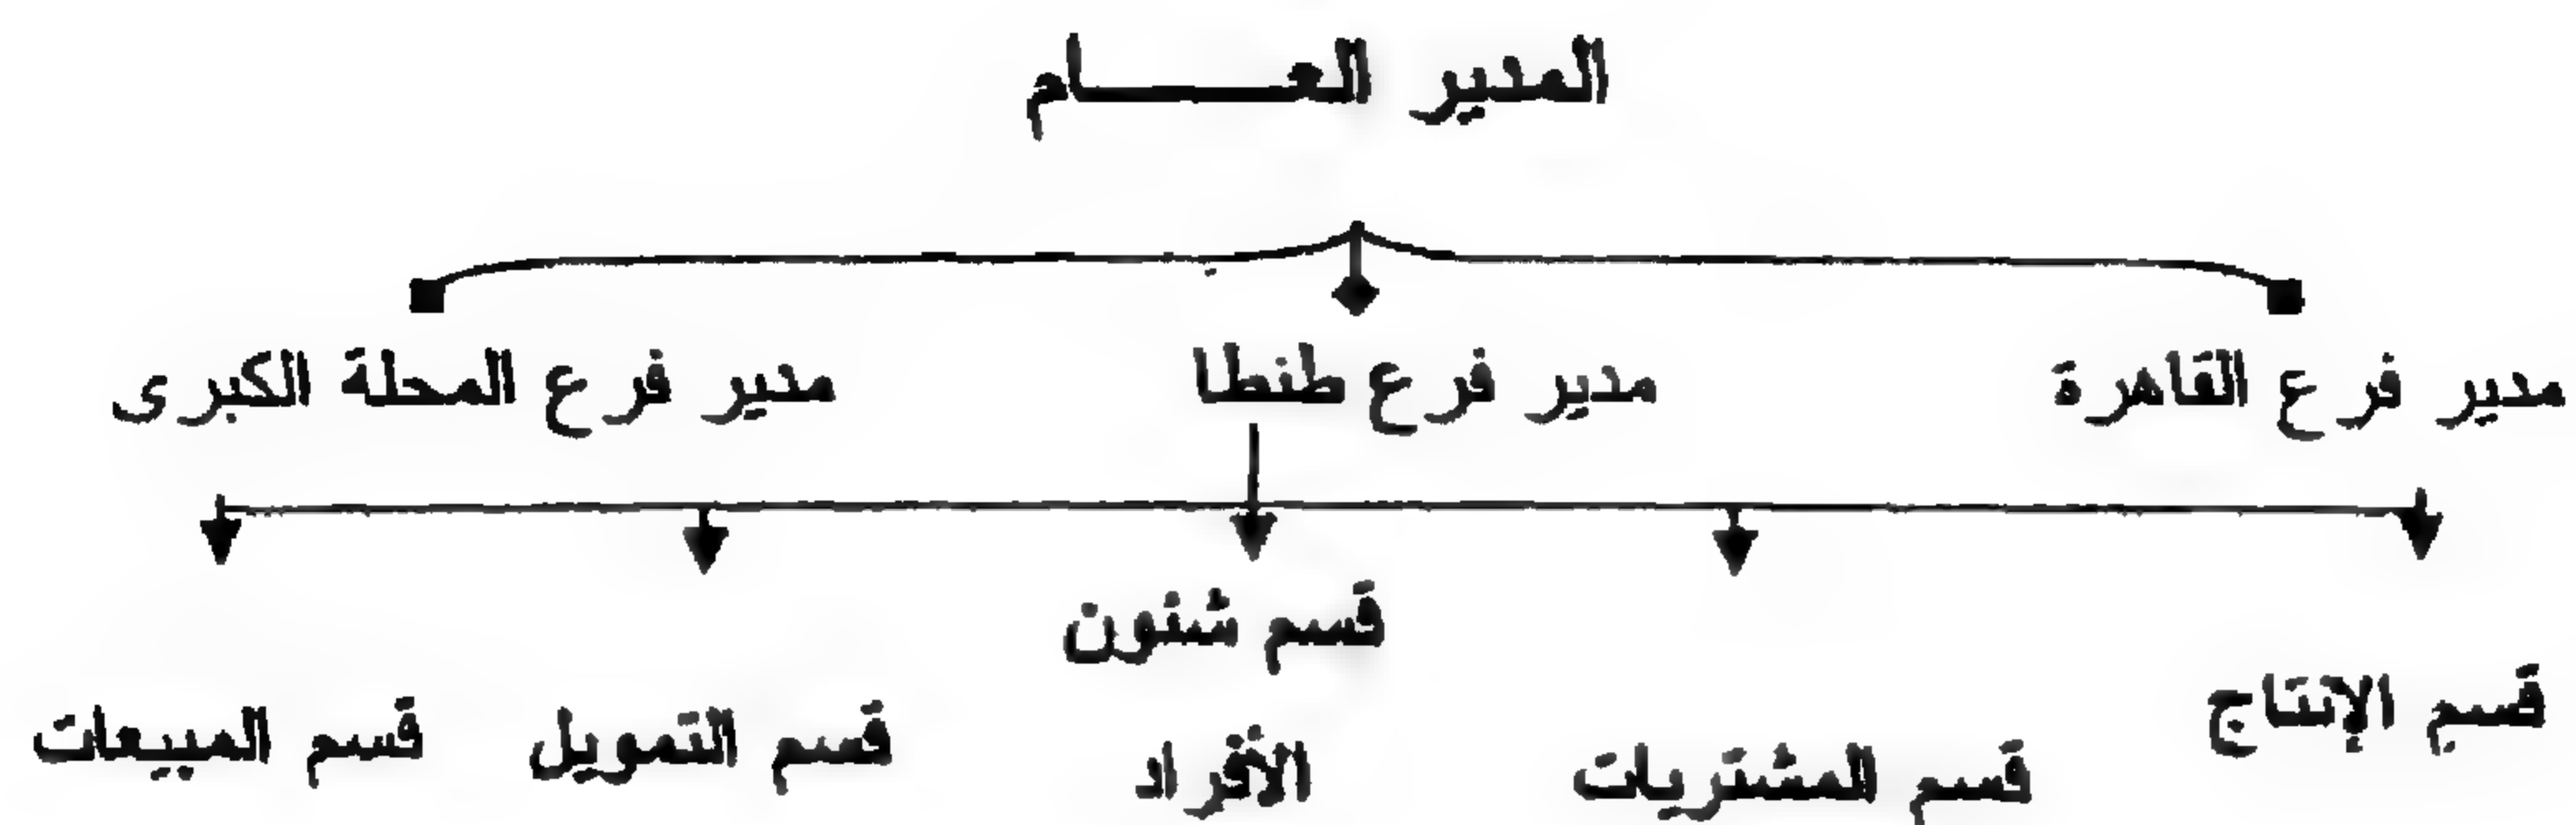 المدير العـــــام
مدير فرع القاهرة
مدير فرع طنطا
مدير فرع المحلة الكبرى
قسم الإنتاج
قسم المشتريات
قسم شئون
الأفراد
قسم التمويل
قسم المبيعات